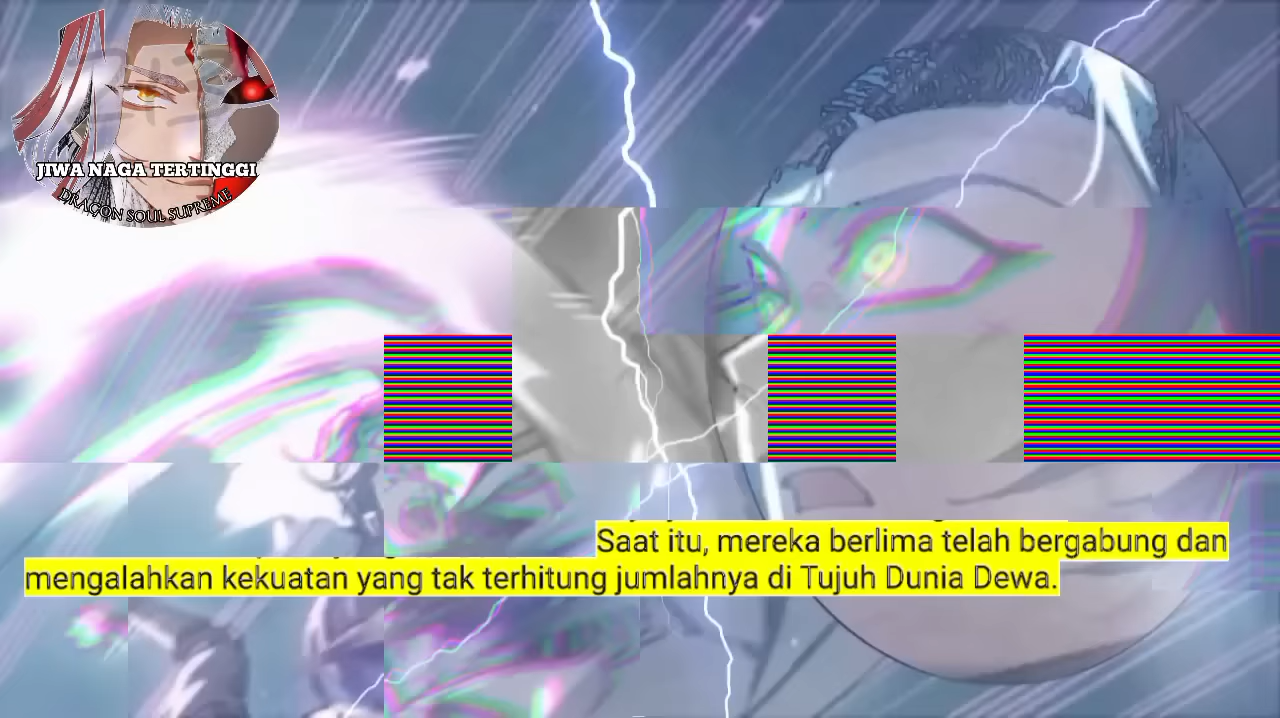 JIWA NAGA TERTINGGI
DRAGON SOUL SUPREME
Saat itu, mereka berlima telah bergabung dan
mengalahkan kekuatan yang tak terhitung jumlahnya di Tujuh Dunia Dewa.